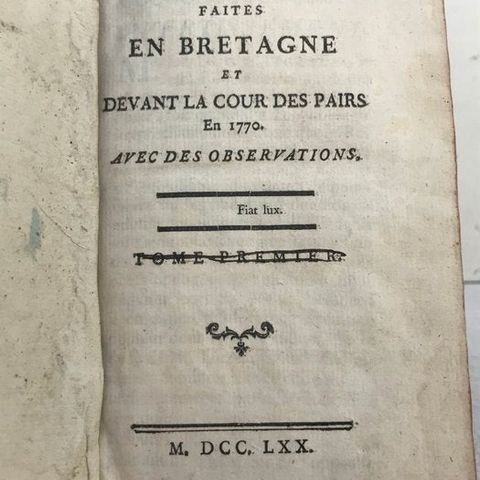 FAITES
EN BRETAGNE
ET
DEVANT LA COUR DES PAIRS
En 1770.
AVEC DES OBSERVATIONS.
Fiat lux.
TOME PREMIER.
M. DCC. LXX.